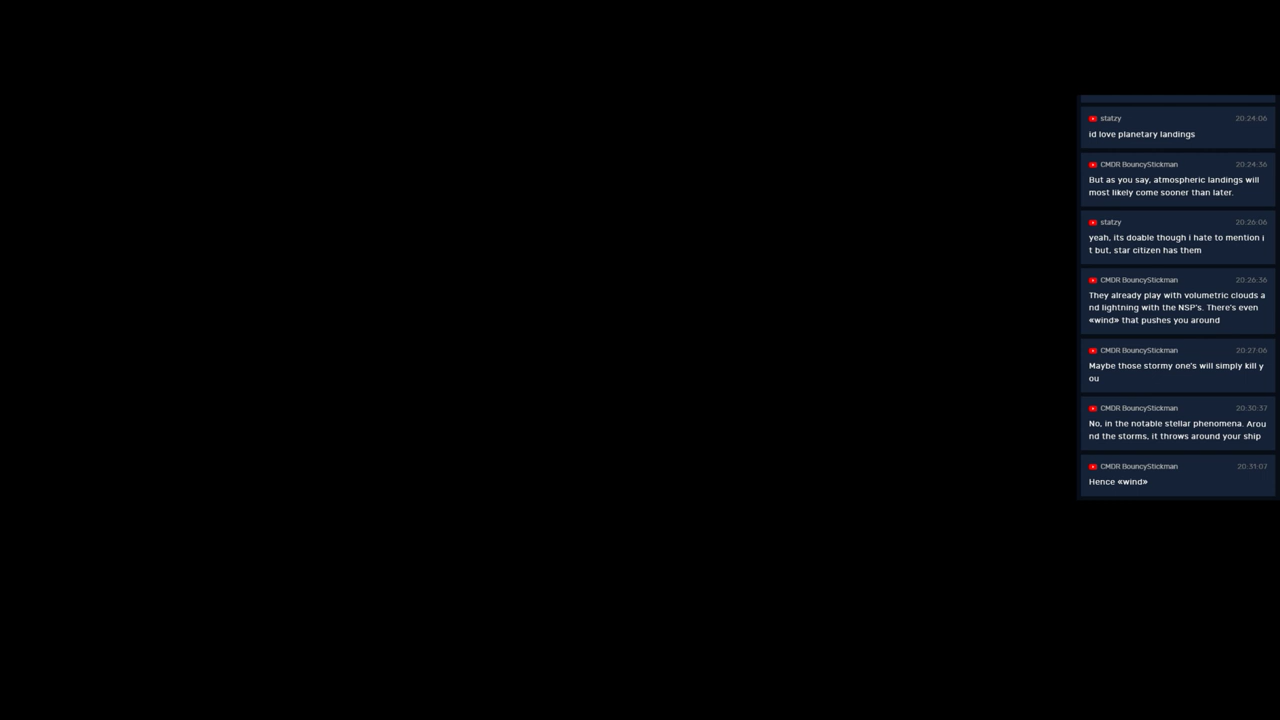 statzy 20:24:06
id love planetary landings
CMDR BouncyStickman 20:24:36
But as you say, atmospheric landings will
most likely come sooner than later.
statzy 20:26:06
yeah, its doable though i hate to mention i
t but, star citizen has them
CMDR BouncyStickman 20:26:36
They already play with volumetric clouds a
nd lightning with the NSP's. There's even
«wind» that pushes you around
CMDR BouncyStickman 20:27:06
Maybe those stormy one's will simply kill y
ou
CMDR BouncyStickman 20:30:37
No, in the notable stellar phenomena. Arou
nd the storms, it throws around your ship
CMDR BouncyStickman 20:31:07
Hence «wind»